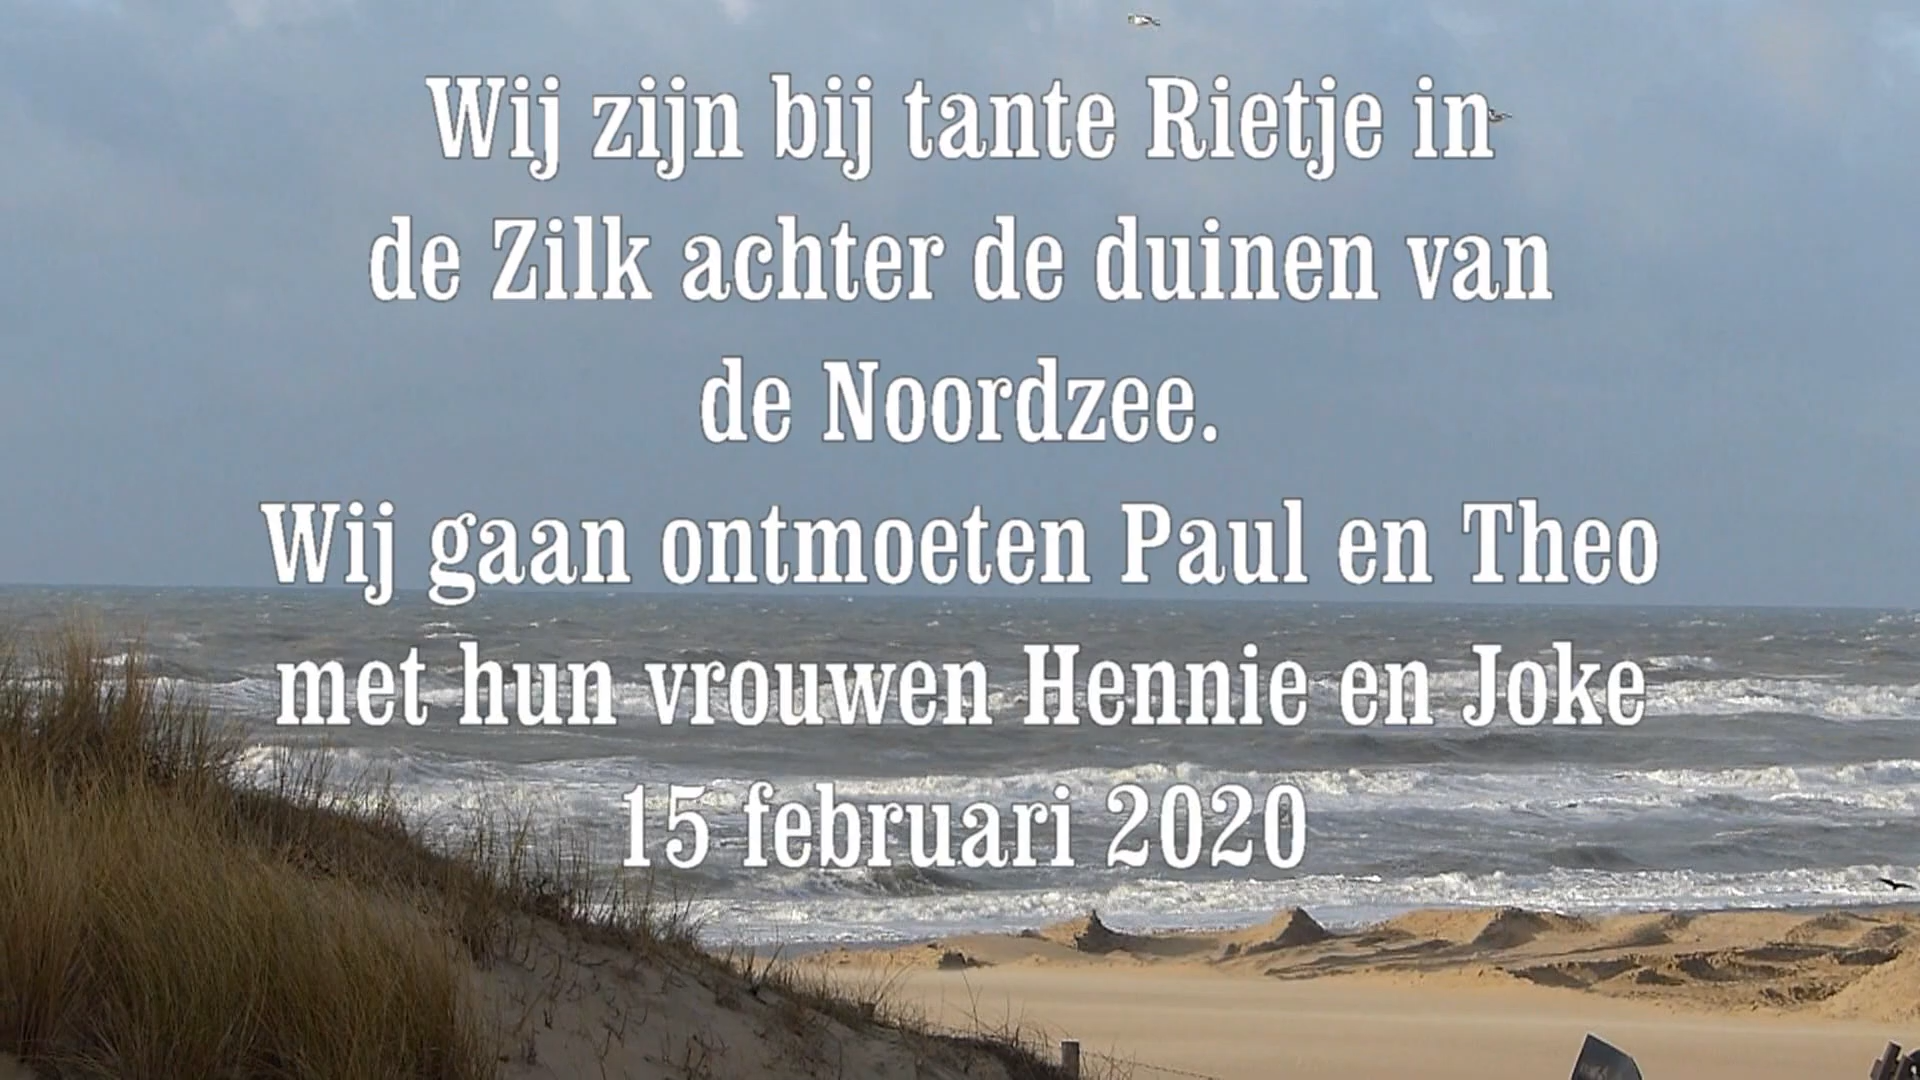 Wij zijn bij tante Rietje in
de Zilk achter de duinen van
de Noordzee.
Wij gaan ontmoeten Paul en Theo
met hun vrouwen Hennie en Joke
15 februari 2020